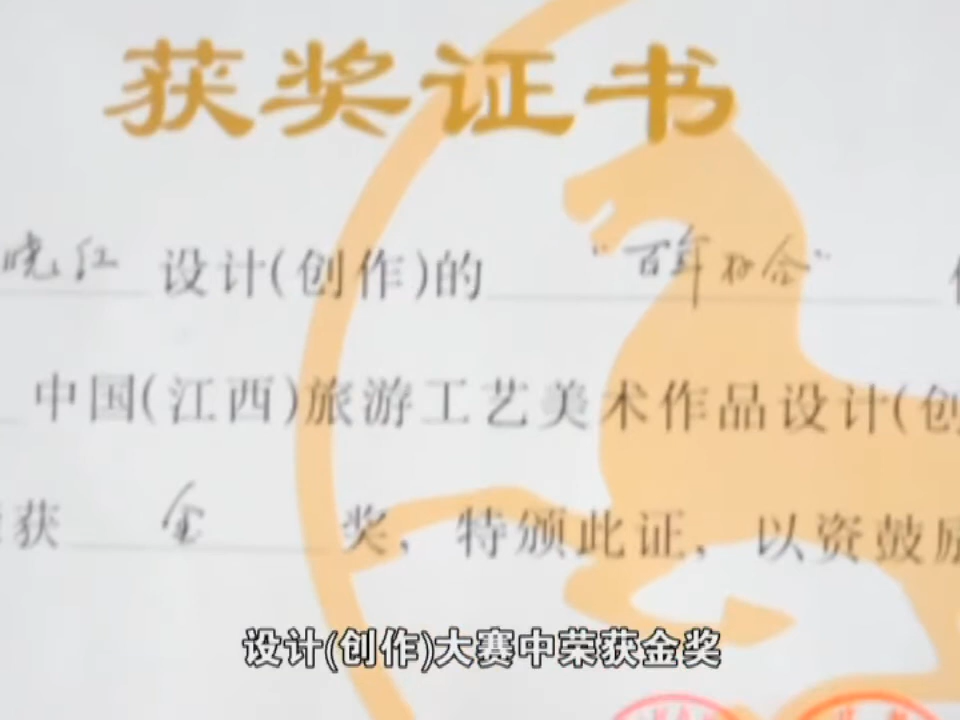 获奖证书
晓红 设计(创作)的 "百年好合"
中国(江西)旅游工艺美术作品设计(创
获 金 奖，特颁此证，以资鼓励
设计(创作)大赛中荣获金奖